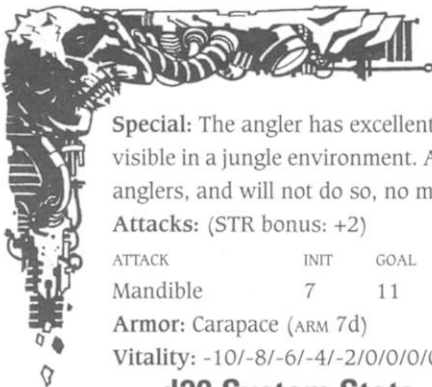 Special: The angler has excellent
visible in a jungle environment. A
anglers, and will not do so, no m
Attacks: (STR bonus: +2)
ATTACK INIT GOAL
Mandible 7 11
Armor: Carapace (ARM 7d)
Vitality: -10/-8/-6/-4/-2/0/0/0/0
d20 System Stats